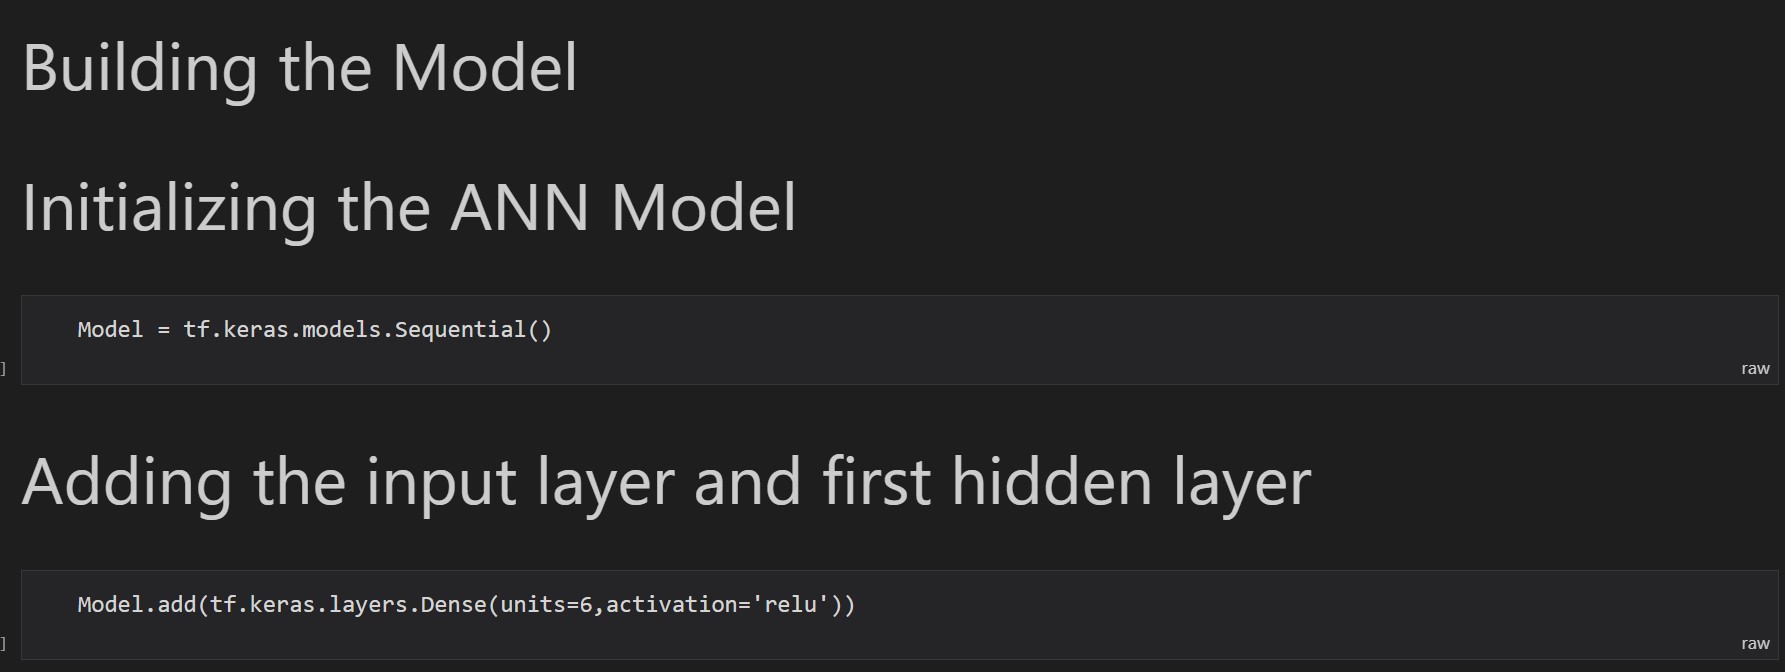 Building the Model
Initializing the ANN Model
Model = tf.keras.models.Sequential()
]
raw
Adding the input layer and first hidden layer
Model.add(tf.keras.layers.Dense(units=6,activation='relu'))
]
raw